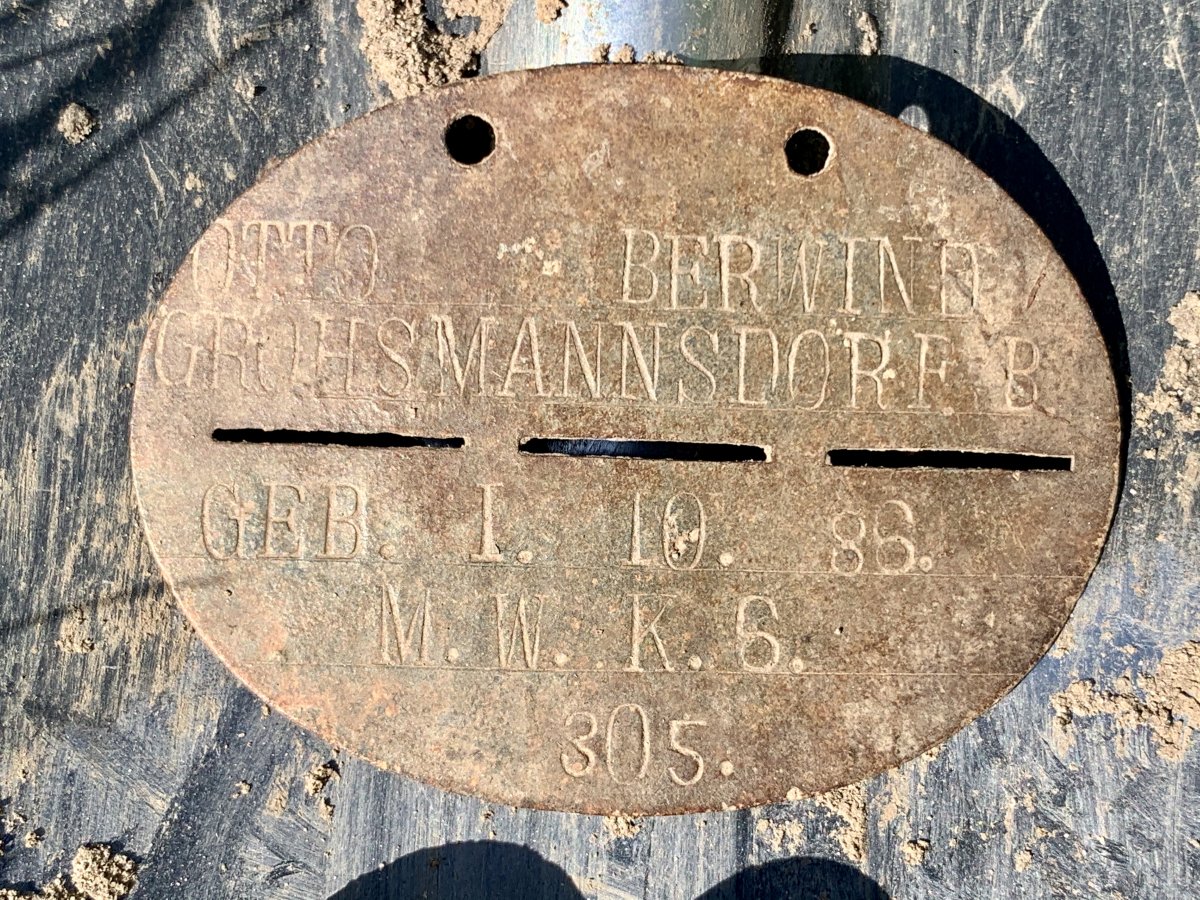 OTTO BERWIND
GROHSMANNSDORF. B
GEB. 1. 10. 86.
M. W. K. 6.
305.